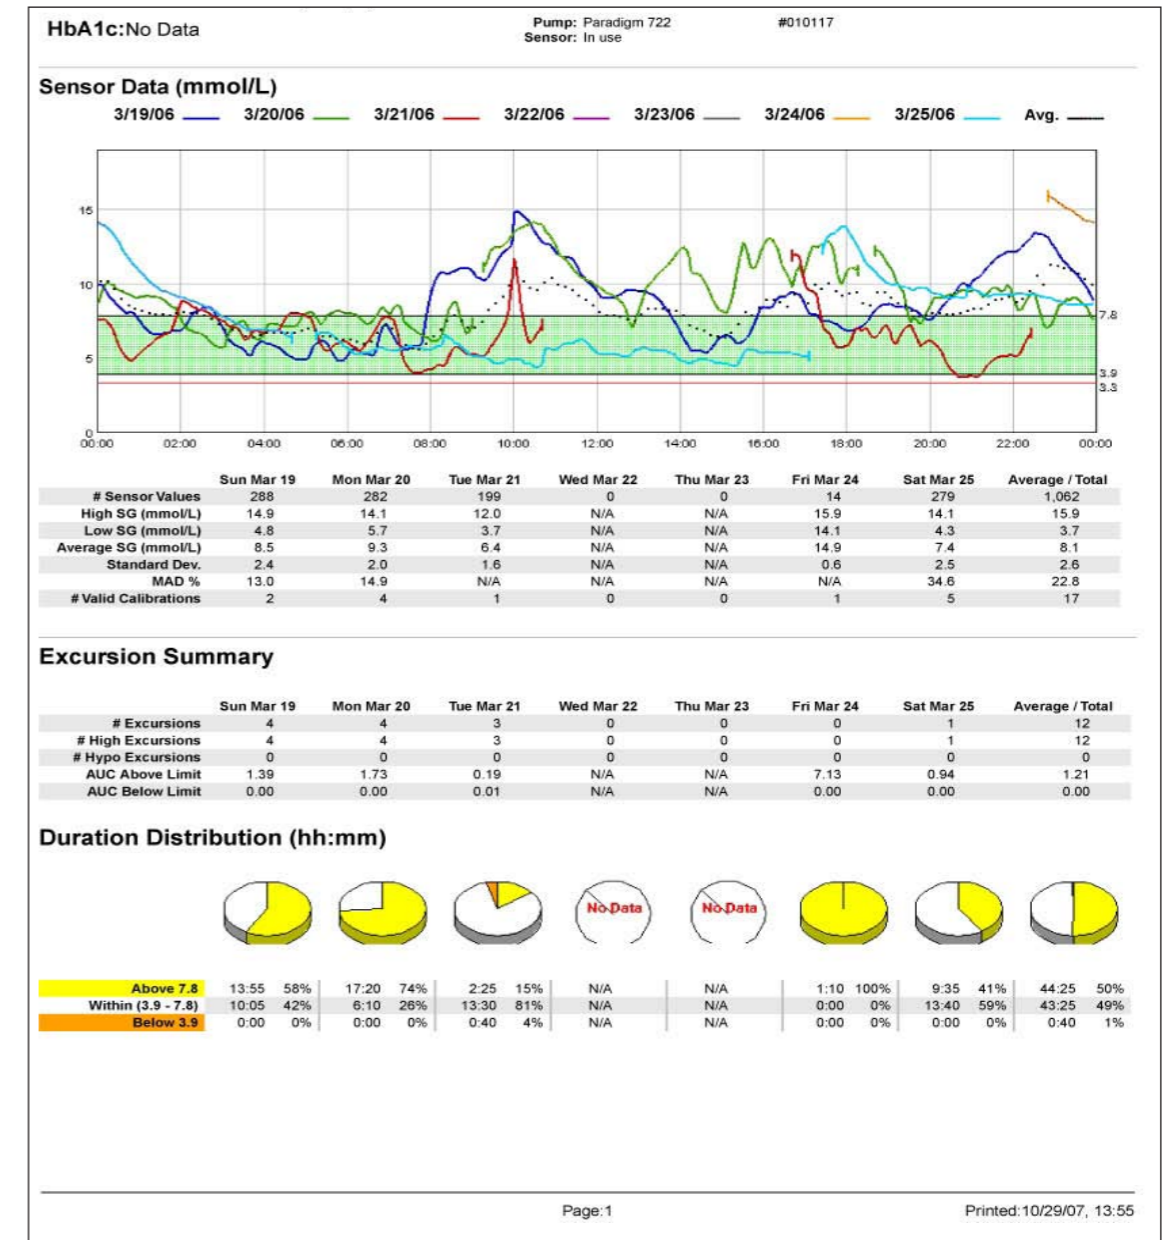 HbA1c:No Data
Pump: Paradigm 722 #010117
Sensor: In use
Sensor Data (mmol/L)
3/19/06 3/20/06 3/21/06 3/22/06 3/23/06 3/24/06 3/25/06 Avg.
15
10
7.8
5
3.9
3.3
0
00:00 02:00 04:00 06:00 08:00 10:00 12:00 14:00 16:00 18:00 20:00 22:00 00:00
Sun Mar 19 Mon Mar 20 Tue Mar 21 Wed Mar 22 Thu Mar 23 Fri Mar 24 Sat Mar 25 Average / Total
# Sensor Values 288 282 199 0 0 14 279 1,062
High SG (mmol/L) 14.9 14.1 12.0 N/A N/A 15.9 14.1 15.9
Low SG (mmol/L) 4.8 5.7 3.7 N/A N/A 14.1 4.3 3.7
Average SG (mmol/L) 8.5 9.3 6.4 N/A N/A 14.9 7.4 8.1
Standard Dev. 2.4 2.0 1.6 N/A N/A 0.6 2.5 2.6
MAD % 13.0 14.9 N/A N/A N/A N/A 34.6 22.8
# Valid Calibrations 2 4 1 0 0 1 5 17
Excursion Summary
Sun Mar 19 Mon Mar 20 Tue Mar 21 Wed Mar 22 Thu Mar 23 Fri Mar 24 Sat Mar 25 Average / Total
# Excursions 4 4 3 0 0 0 1 12
# High Excursions 4 4 3 0 0 0 1 12
# Hypo Excursions 0 0 0 0 0 0 0 0
AUC Above Limit 1.39 1.73 0.19 N/A N/A 7.13 0.94 1.21
AUC Below Limit 0.00 0.00 0.01 N/A N/A 0.00 0.00 0.00
Duration Distribution (hh:mm)
No Data No Data
Above 7.8 13:55 58% 17:20 74% 2:25 15% N/A N/A 1:10 100% 9:35 41% 44:25 50%
Within (3.9 - 7.8) 10:05 42% 6:10 26% 13:30 81% N/A N/A 0:00 0% 13:40 59% 43:25 49%
Below 3.9 0:00 0% 0:00 0% 0:40 4% N/A N/A 0:00 0% 0:00 0% 0:40 1%
Page:1 Printed:10/29/07, 13:55